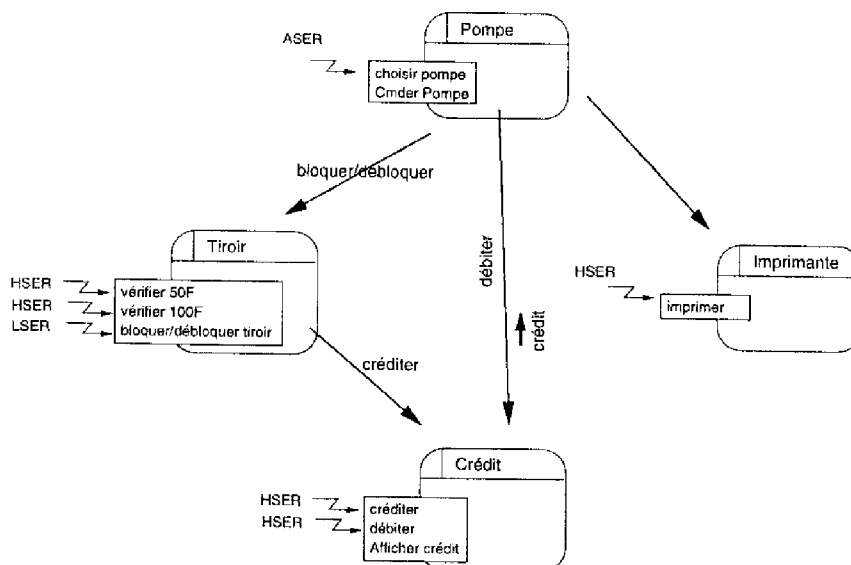 Pompe
ASER
choisir pompe
Cmder Pompe
bloquer/débloquer
Tiroir
HSER
vérifier 50F
HSER
vérifier 100F
LSER
bloquer/débloquer tiroir
débiter
crédit
Imprimante
HSER
imprimer
créditer
Crédit
HSER
créditer
HSER
débiter
Afficher crédit